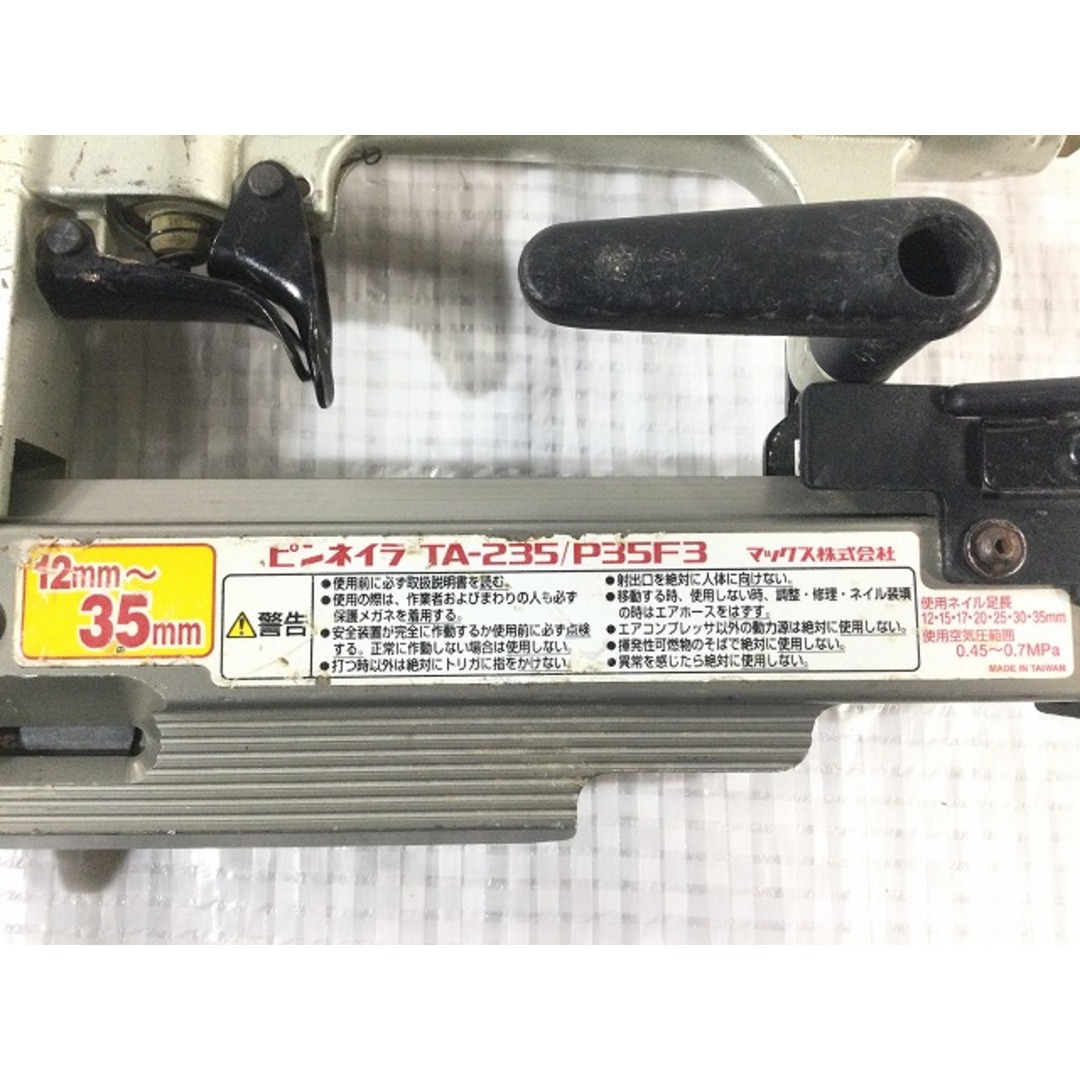 12mm～
35mm
ピンネイラ TA-235/P35F3 マックス株式会社
警告
●使用前に必ず取扱説明書を読む。
●使用の際は、作業者およびまわりの人も必ず
保護メガネを着用する。
●安全装置が完全に作動するか使用前に必ず点検
する。正常に作動しない場合は使用しない。
●打つ時以外は絶対にトリガに指をかけない。
●射出口を絶対に人体に向けない。
●移動する時、使用しない時、調整・修理・ネイル装填
の時はエアホースをはずす。
●エアコンプレッサ以外の動力源は絶対に使用しない。
●揮発性可燃物のそばで絶対に使用しない。
●異常を感じたら絶対に使用しない。
使用ネイル足長
12・15・17・20・25・30・35mm
使用空気圧範囲
0.45～0.7MPa
MADE IN TAIWAN